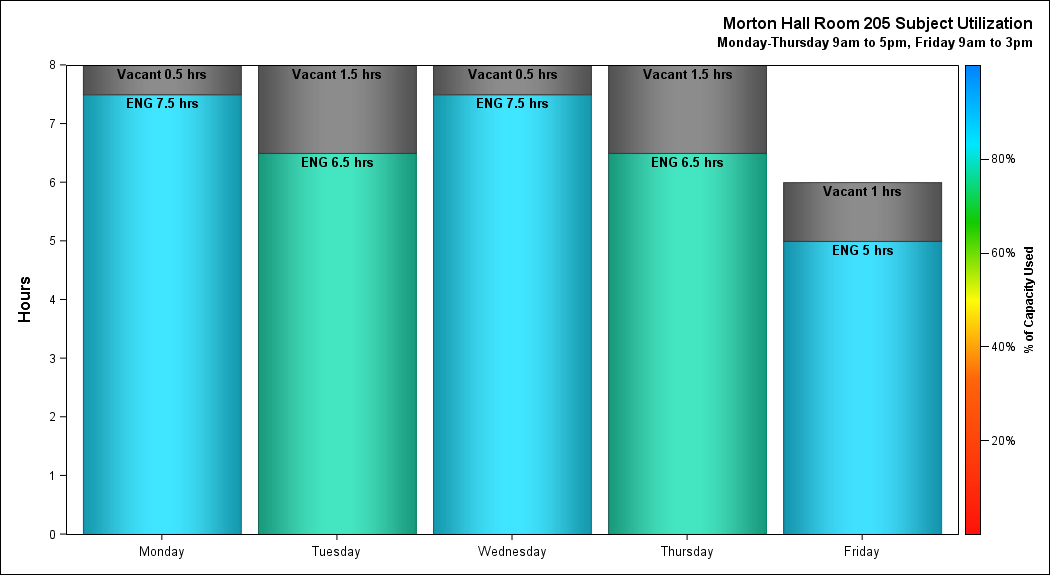 Morton Hall Room 205 Subject Utilization
Monday-Thursday 9am to 5pm, Friday 9am to 3pm
Hours
8
7
6
5
4
3
2
1
0
Vacant 0.5 hrs
ENG 7.5 hrs
Vacant 1.5 hrs
ENG 6.5 hrs
Vacant 0.5 hrs
ENG 7.5 hrs
Vacant 1.5 hrs
ENG 6.5 hrs
Vacant 1 hrs
ENG 5 hrs
Monday
Tuesday
Wednesday
Thursday
Friday
80%
60%
40%
20%
% of Capacity Used